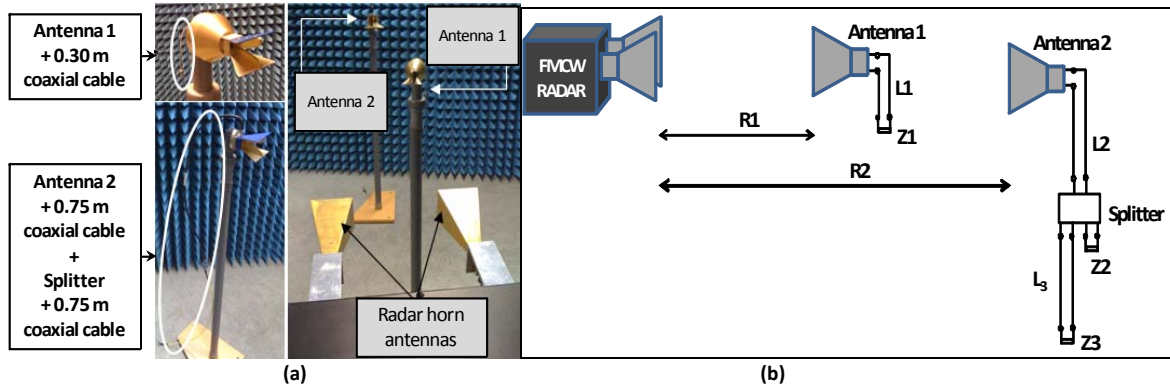 Antenna 1
+ 0.30 m
coaxial cable
Antenna 2
+ 0.75 m
coaxial cable
+
Splitter
+ 0.75 m
coaxial cable
Antenna 1
Antenna 2
Radar horn
antennas
(a)
FMCW
RADAR
Antenna 1
L1
Z1
R1
Antenna 2
L2
R2
Splitter
Z2
L3
Z3
(b)